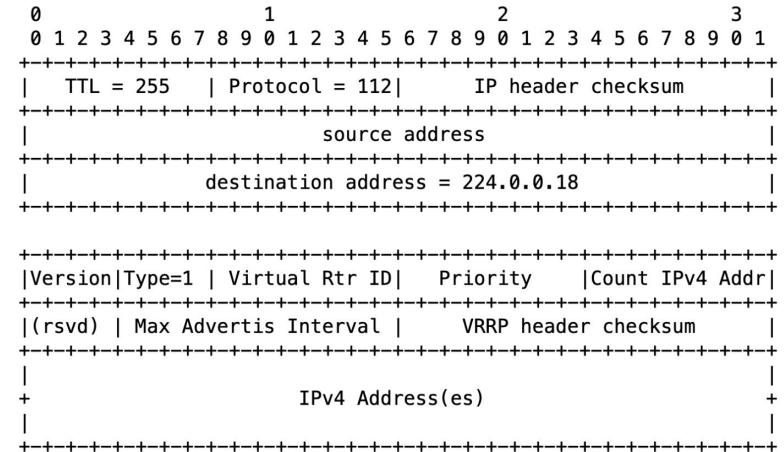 0                   1                   2                   3
 0 1 2 3 4 5 6 7 8 9 0 1 2 3 4 5 6 7 8 9 0 1 2 3 4 5 6 7 8 9 0 1
+-+-+-+-+-+-+-+-+-+-+-+-+-+-+-+-+-+-+-+-+-+-+-+-+-+-+-+-+-+-+-+-+
|   TTL = 255   | Protocol = 112|      IP header checksum       |
+-+-+-+-+-+-+-+-+-+-+-+-+-+-+-+-+-+-+-+-+-+-+-+-+-+-+-+-+-+-+-+-+
|                         source address                        |
+-+-+-+-+-+-+-+-+-+-+-+-+-+-+-+-+-+-+-+-+-+-+-+-+-+-+-+-+-+-+-+-+
|               destination address = 224.0.0.18                |
+-+-+-+-+-+-+-+-+-+-+-+-+-+-+-+-+-+-+-+-+-+-+-+-+-+-+-+-+-+-+-+-+

+-+-+-+-+-+-+-+-+-+-+-+-+-+-+-+-+-+-+-+-+-+-+-+-+-+-+-+-+-+-+-+-+
|Version|Type=1 | Virtual Rtr ID|   Priority    |Count IPv4 Addr|
+-+-+-+-+-+-+-+-+-+-+-+-+-+-+-+-+-+-+-+-+-+-+-+-+-+-+-+-+-+-+-+-+
|(rsvd) | Max Advertis Interval |     VRRP header checksum      |
+-+-+-+-+-+-+-+-+-+-+-+-+-+-+-+-+-+-+-+-+-+-+-+-+-+-+-+-+-+-+-+-+
|                                                               |
+                       IPv4 Address(es)                        +
|                                                               |
+-+-+-+-+-+-+-+-+-+-+-+-+-+-+-+-+-+-+-+-+-+-+-+-+-+-+-+-+-+-+-+-+